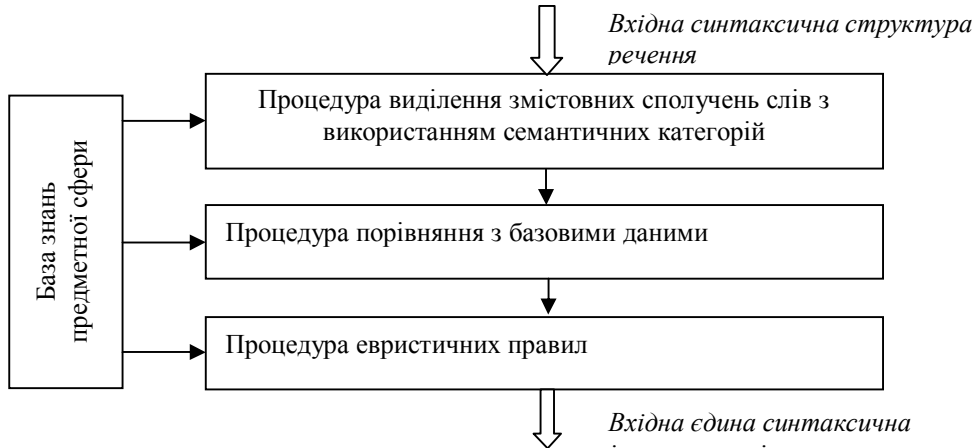 Вхідна синтаксична структура
речення
Процедура виділення змістовних сполучень слів з
використанням семантичних категорій
База знань
предметної сфери
Процедура порівняння з базовими даними
Процедура евристичних правил
Вхідна єдина синтаксична